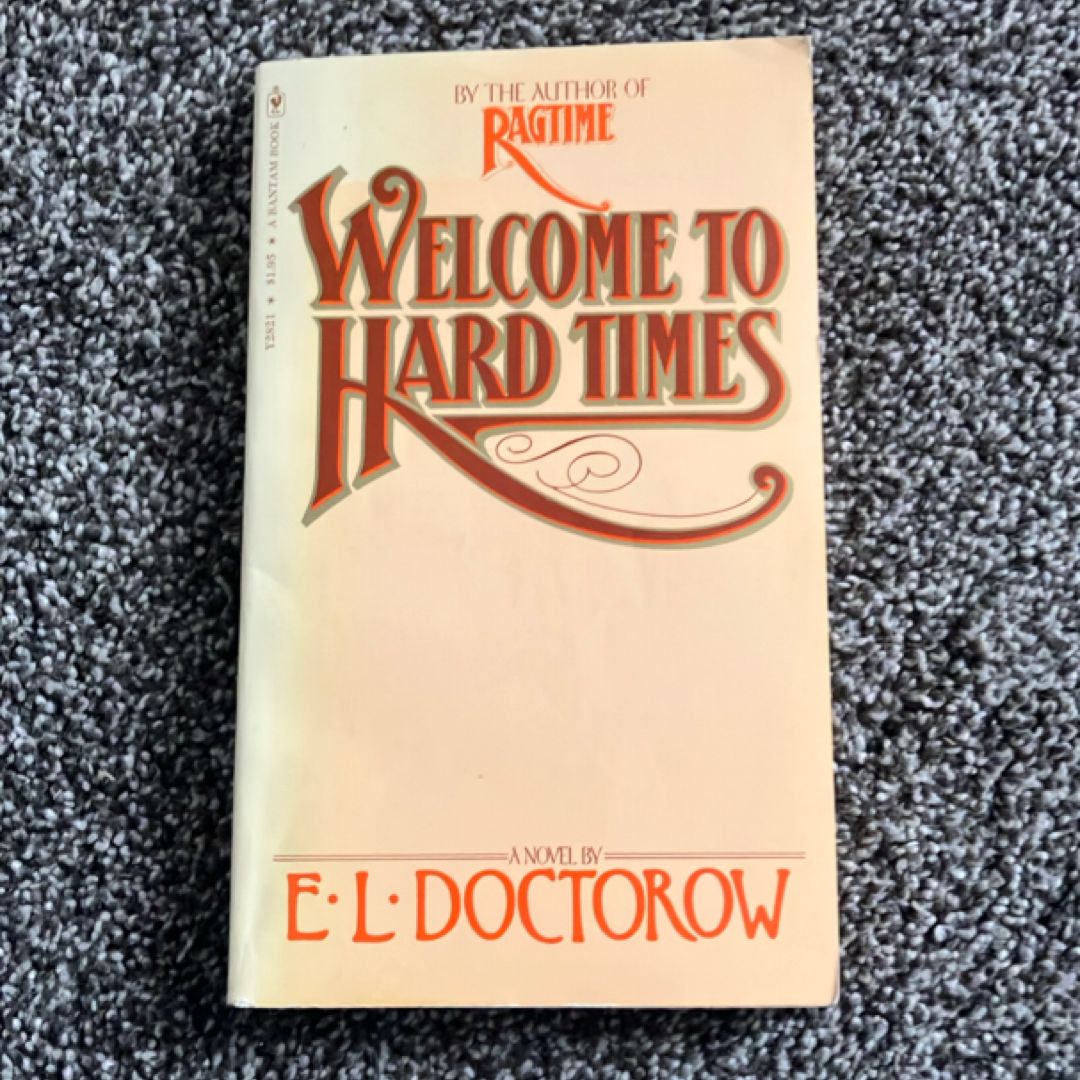 BY THE AUTHOR OF
RAGTIME
WELCOME TO
HARD TIMES
A NOVEL BY
E·L·DOCTOROW
Y2821 * $1.95 * A BANTAM BOOK